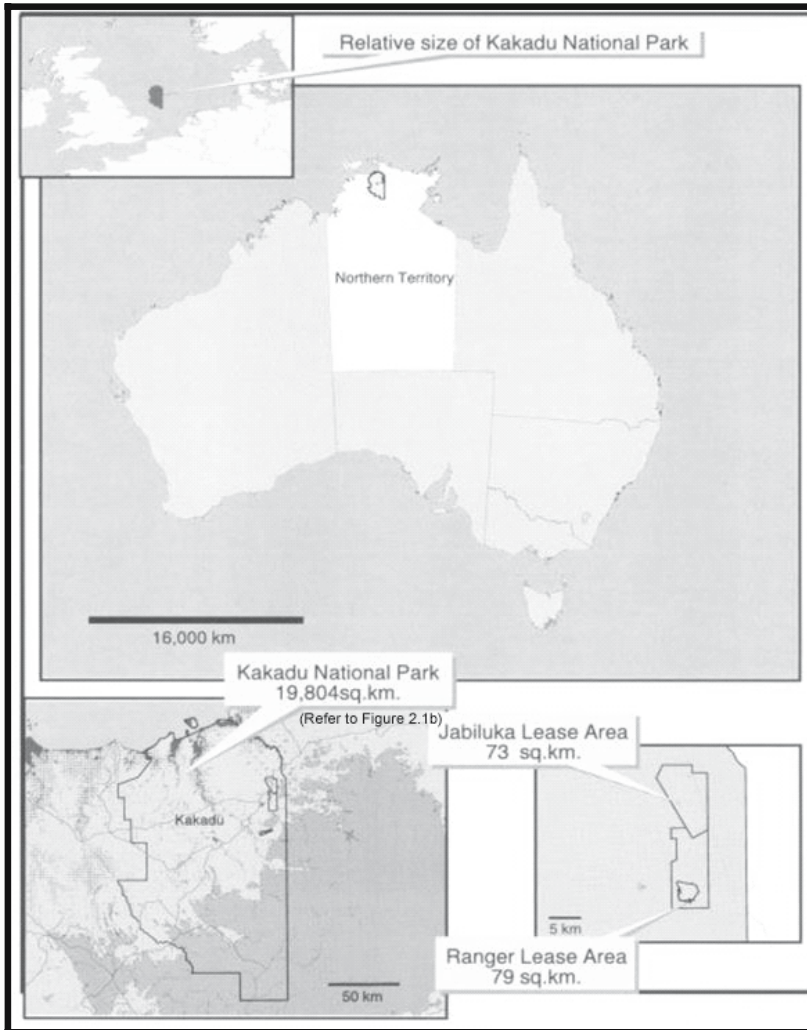 Relative size of Kakadu National Park
Northern Territory
16,000 km
Kakadu National Park
19,804sq.km.
(Refer to Figure 2.1b)
Kakadu
50 km
Jabiluka Lease Area
73 sq.km.
5 km
Ranger Lease Area
79 sq.km.